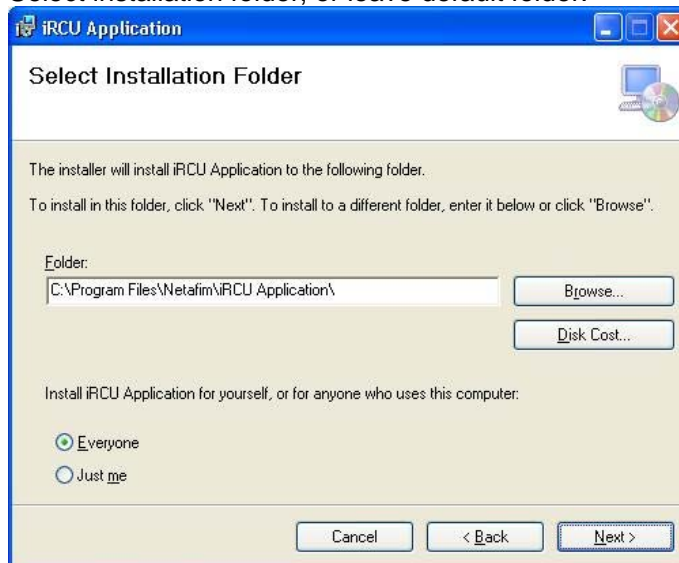 Select installation folder, or leave default folder.
iRCU Application
Select Installation Folder
The installer will install iRCU Application to the following folder.
To install in this folder, click "Next". To install to a different folder, enter it below or click "Browse".
Folder:
C:\Program Files\Netafim\iRCU Application\
Browse...
Disk Cost...
Install iRCU Application for yourself, or for anyone who uses this computer:
Everyone
Just me
Cancel
< Back
Next >